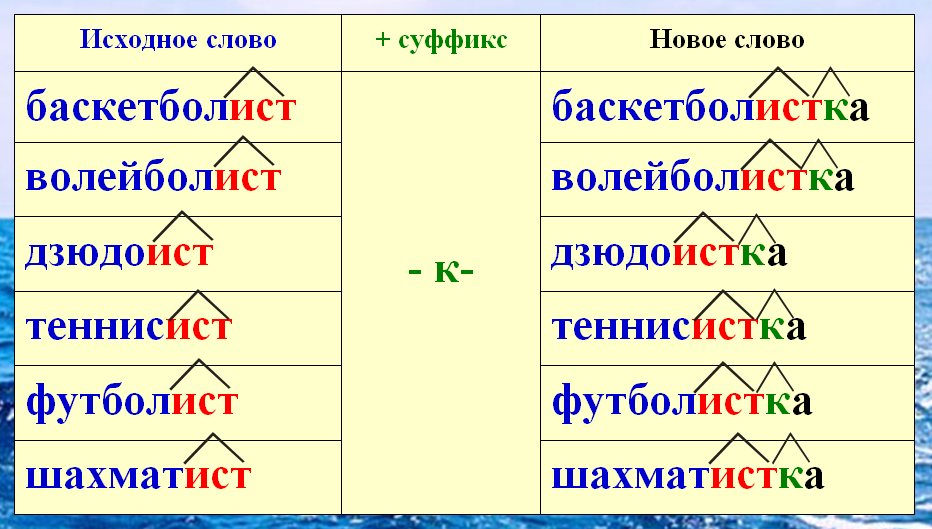 Исходное слово + суффикс Новое слово
баскетболист баскетболистка
волейболист волейболистка
дзюдоист дзюдоистка
- к-
теннисист теннисистка
футболист футболистка
шахматист шахматистка